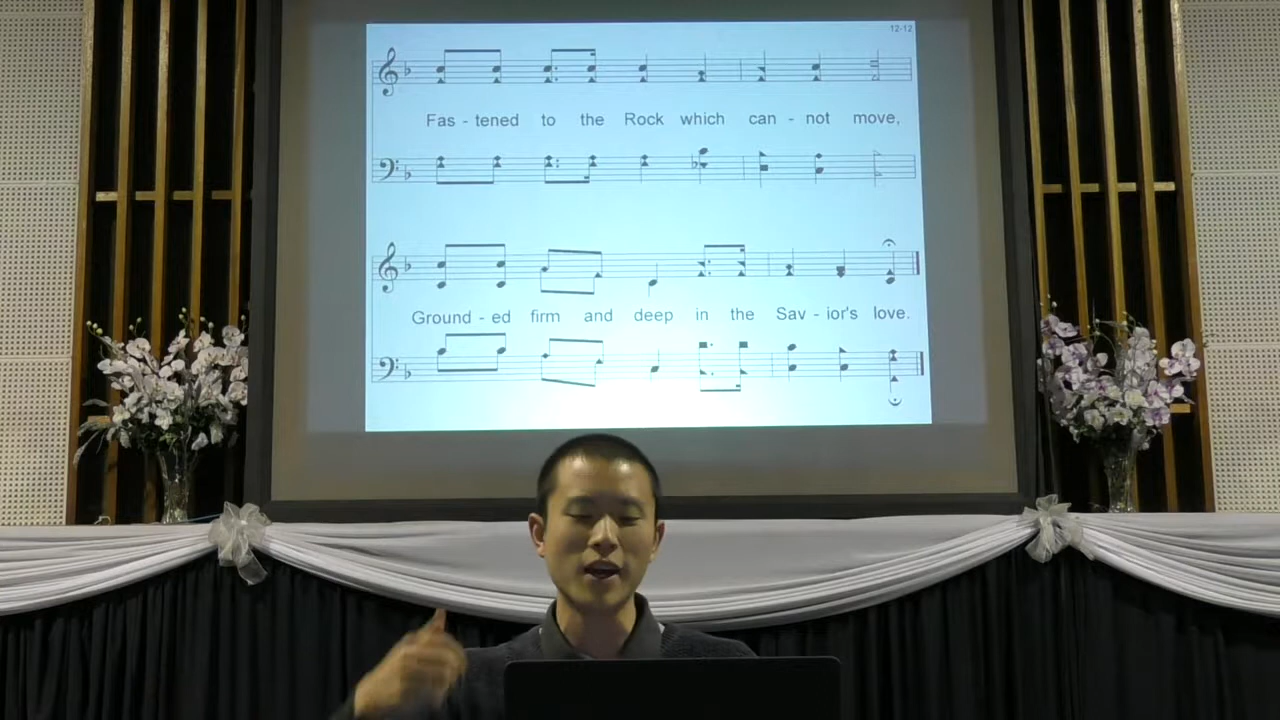 12-12
Fas - tened to the Rock which can - not move,
Ground - ed firm and deep in the Sav - ior's love.